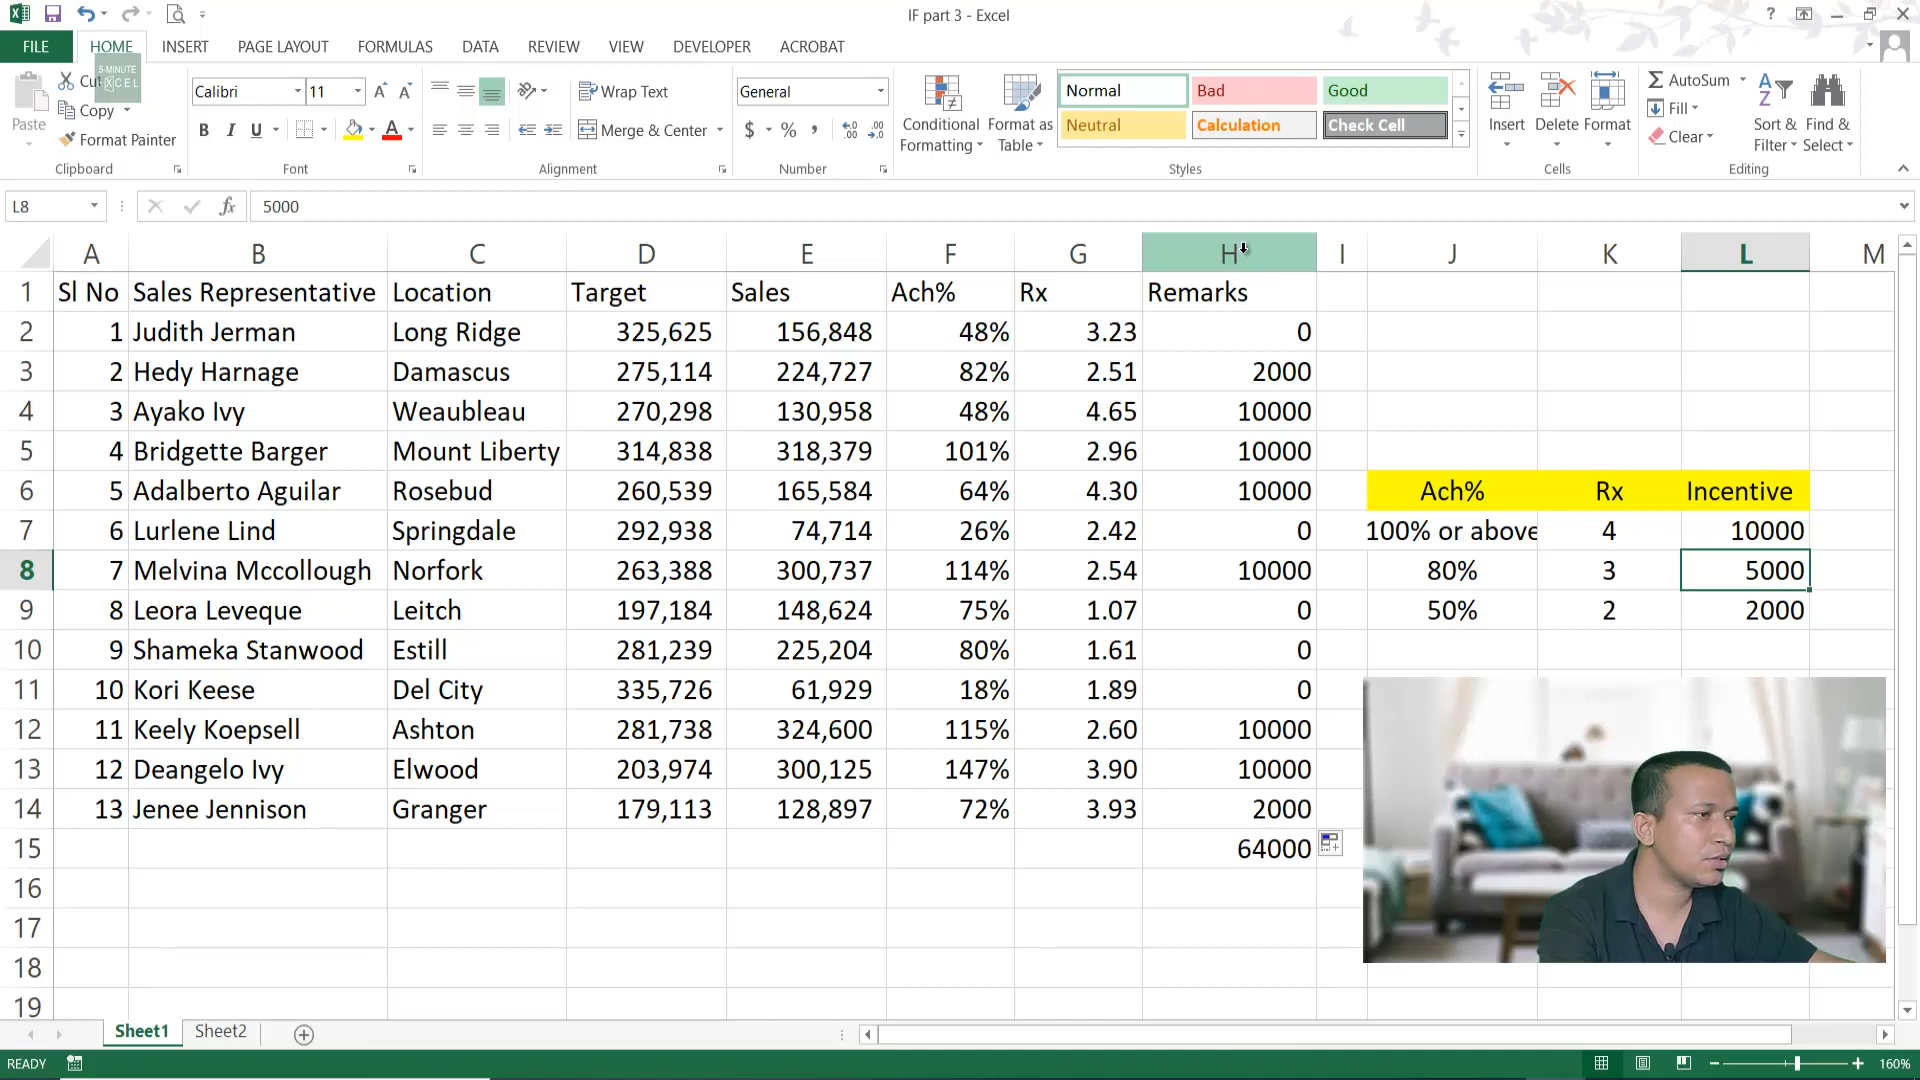 IF part 3 - Excel
FILE HOME INSERT PAGE LAYOUT FORMULAS DATA REVIEW VIEW DEVELOPER ACROBAT
5-MINUTE
EXCEL
Paste
Cut
Copy
Format Painter
Clipboard
Calibri 11
B I U
Font
Wrap Text
Merge & Center
Alignment
General
$ % ,
Number
Conditional Formatting
Format as Table
Normal Bad Good
Neutral Calculation Check Cell
Styles
Insert Delete Format
Cells
AutoSum
Fill
Clear
Sort & Filter
Find & Select
Editing
L8 fx 5000
A B C D E F G H I J K L M
1 Sl No Sales Representative Location Target Sales Ach% Rx Remarks
2 1 Judith Jerman Long Ridge 325,625 156,848 48% 3.23 0
3 2 Hedy Harnage Damascus 275,114 224,727 82% 2.51 2000
4 3 Ayako Ivy Weaubleau 270,298 130,958 48% 4.65 10000
5 4 Bridgette Barger Mount Liberty 314,838 318,379 101% 2.96 10000
6 5 Adalberto Aguilar Rosebud 260,539 165,584 64% 4.30 10000 Ach% Rx Incentive
7 6 Lurlene Lind Springdale 292,938 74,714 26% 2.42 0 100% or above 4 10000
8 7 Melvina Mccollough Norfork 263,388 300,737 114% 2.54 10000 80% 3 5000
9 8 Leora Leveque Leitch 197,184 148,624 75% 1.07 0 50% 2 2000
10 9 Shameka Stanwood Estill 281,239 225,204 80% 1.61 0
11 10 Kori Keese Del City 335,726 61,929 18% 1.89 0
12 11 Keely Koepsell Ashton 281,738 324,600 115% 2.60 10000
13 12 Deangelo Ivy Elwood 203,974 300,125 147% 3.90 10000
14 13 Jenee Jennison Granger 179,113 128,897 72% 3.93 2000
15 64000
16
17
18
19
Sheet1 Sheet2
READY 160%